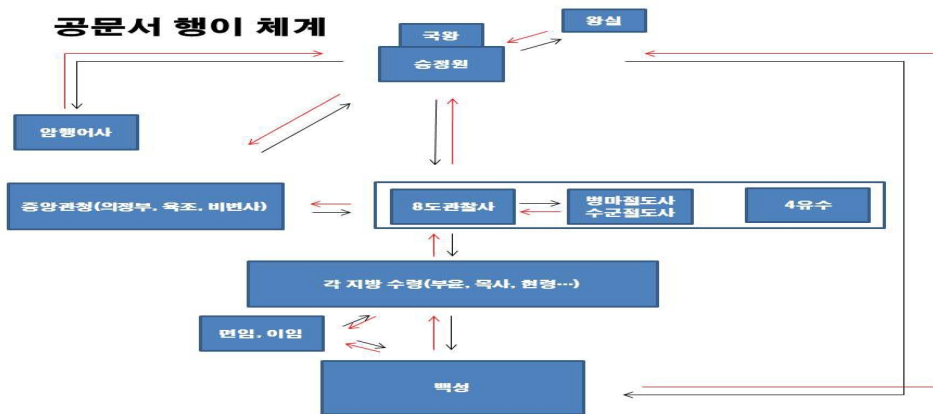 공문서 행이 체계
왕실
국왕
승정원
암행어사
중앙관청(의정부, 육조, 비변사)
8도관찰사
병마절도사
수군절도사
4유수
각 지방 수령(부윤, 목사, 현령…)
면임, 이임
백성